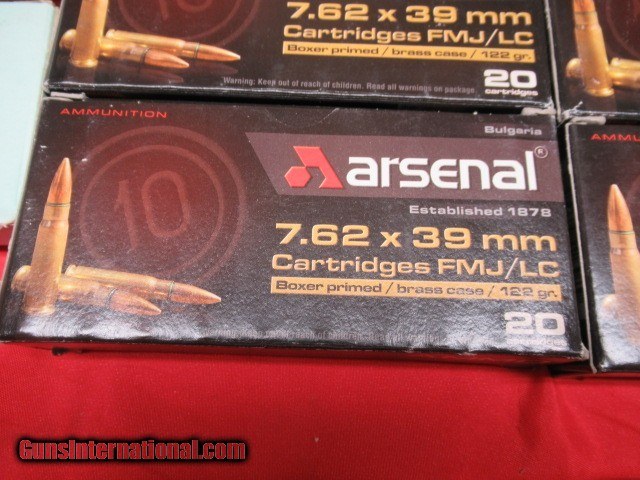 7.62 x 39 mm
Cartridges FMJ/LC
Boxer primed / brass case / 122 gr.
Warning: Keep out of reach of children. Read all warnings on package.
20
cartridges
AMMUNITION
10
Bulgaria
arsenal®
Established 1878
7.62 x 39 mm
Cartridges FMJ/LC
Boxer primed / brass case / 122 gr.
20
AMMU
GunsInternational.com